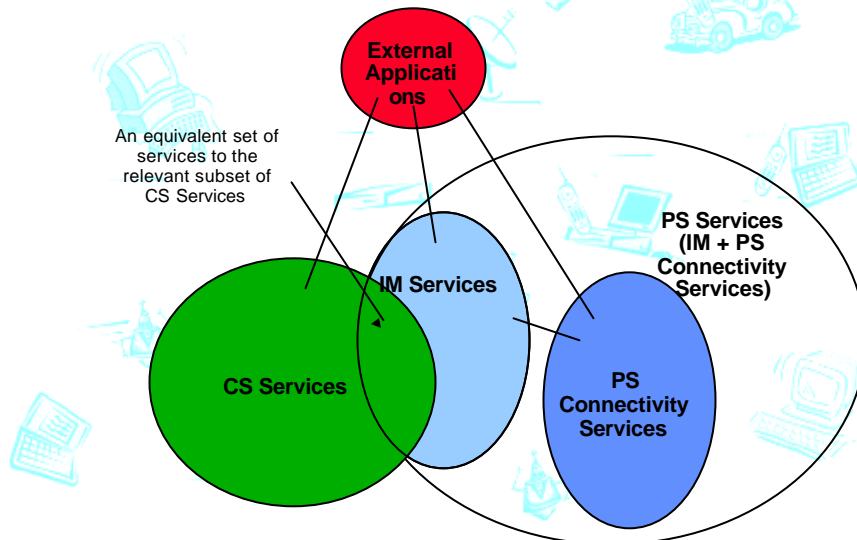 External
Applicati
ons
An equivalent set of
services to the
relevant subset of
CS Services
PS Services
(IM + PS
Connectivity
Services)
IM Services
CS Services
PS
Connectivity
Services